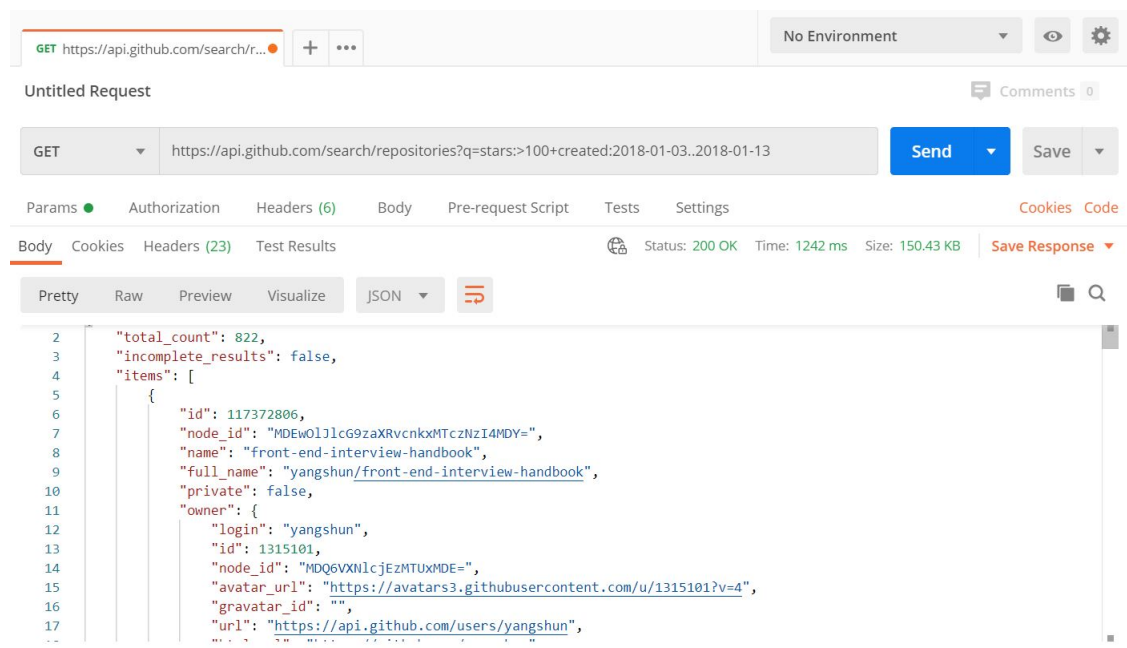 GET https://api.github.com/search/r... + •••
No Environment
Untitled Request
Comments 0
GET https://api.github.com/search/repositories?q=stars:>100+created:2018-01-03..2018-01-13 Send Save
Params Authorization Headers (6) Body Pre-request Script Tests Settings Cookies Code
Body Cookies Headers (23) Test Results Status: 200 OK Time: 1242 ms Size: 150.43 KB Save Response
Pretty Raw Preview Visualize JSON
2 "total_count": 822,
3 "incomplete_results": false,
4 "items": [
5 {
6 "id": 117372806,
7 "node_id": "MDEwOlJlcG9zaXRvcnkxMTczNzI4MDY=",
8 "name": "front-end-interview-handbook",
9 "full_name": "yangshun/front-end-interview-handbook",
10 "private": false,
11 "owner": {
12 "login": "yangshun",
13 "id": 1315101,
14 "node_id": "MDQ6VXNlcjEzMTUxMDE=",
15 "avatar_url": "https://avatars3.githubusercontent.com/u/1315101?v=4",
16 "gravatar_id": "",
17 "url": "https://api.github.com/users/yangshun",